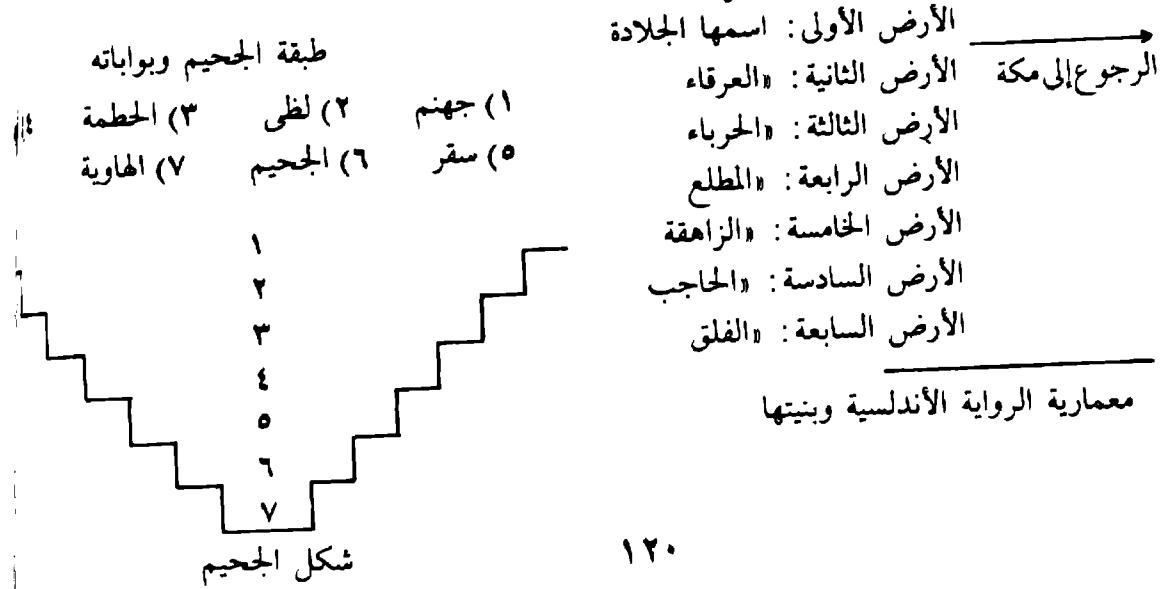 الأرض الأولى: اسمها الجلادة
الرجوع إلى مكة
الأرض الثانية: «العرقاء
الأرض الثالثة: «الحرباء
الأرض الرابعة: «المطلع
الأرض الخامسة: «الزاهقة
الأرض السادسة: «الحاجب
الأرض السابعة: «الفلق
معمارية الرواية الأندلسية وبنيتها
طبقة الجحيم وبواباته
١) جهنم ٢) لظى ٣) الحطمة ٤
٥) سقر ٦) الجحيم ٧) الهاوية
١
٢
٣
٤
٥
٦
٧
شكل الجحيم
١٢٠